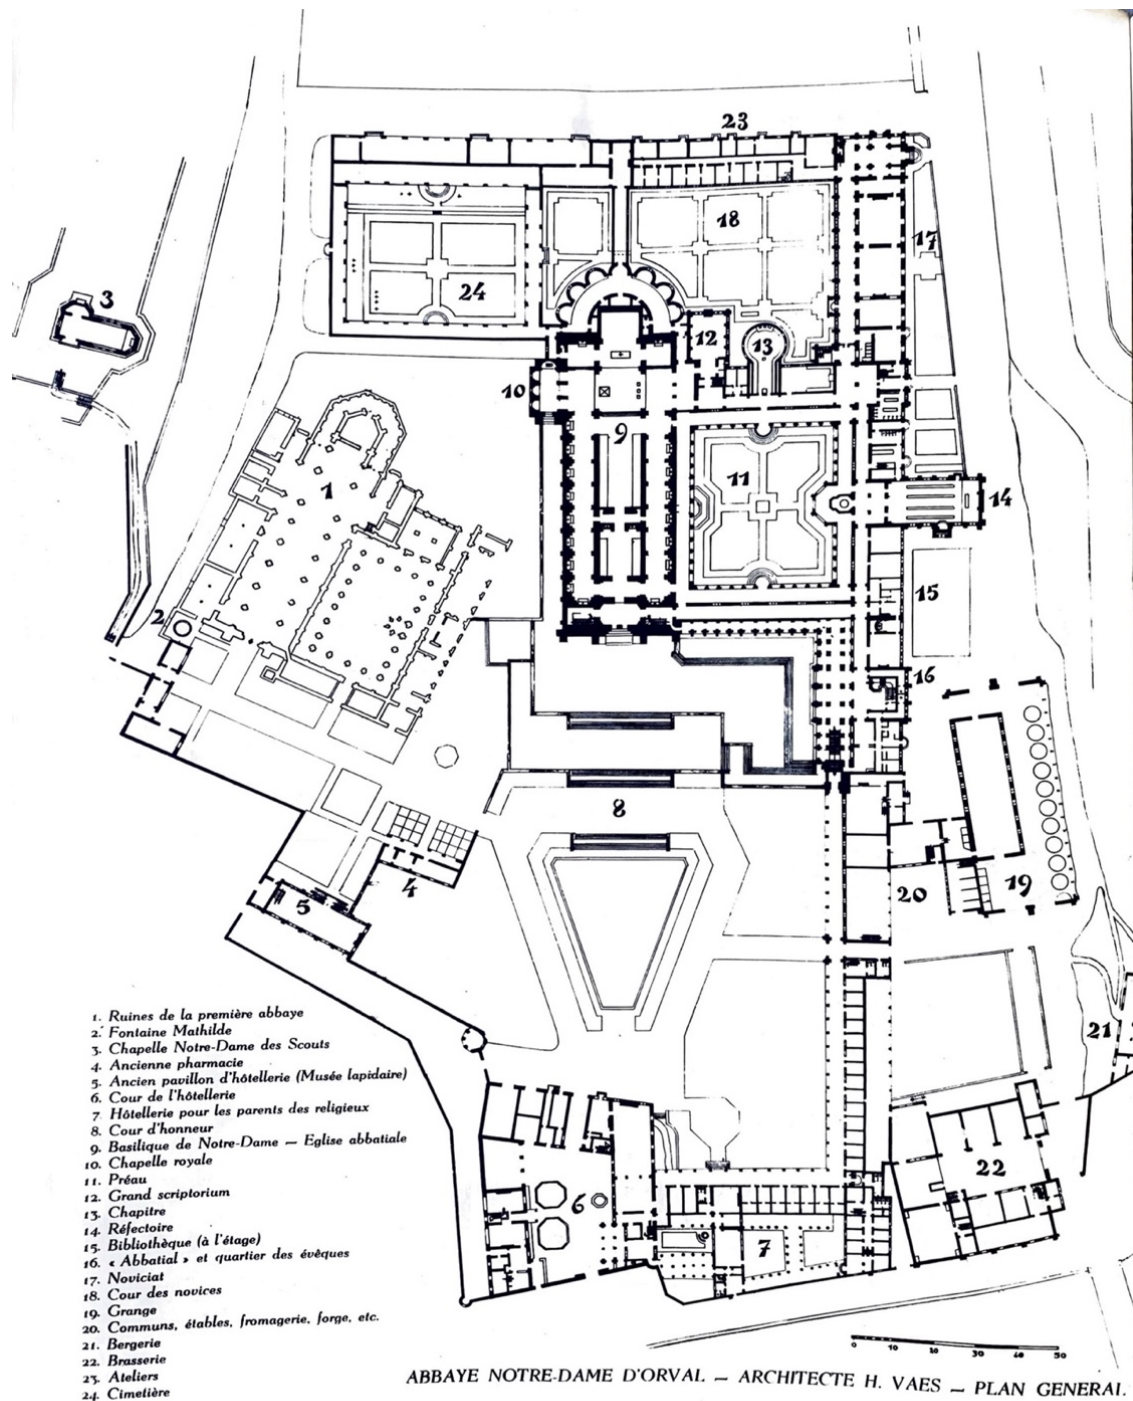 23
18
17
3
24
12
13
10
9
11
14
1
15
2
16
8
4
19
20
5
21
22
6
7
1. Ruines de la première abbaye
2. Fontaine Mathilde
3. Chapelle Notre-Dame des Scouts
4. Ancienne pharmacie
5. Ancien pavillon d'hôtellerie (Musée lapidaire)
6. Cour de l'hôtellerie
7. Hôtellerie pour les parents des religieux
8. Cour d'honneur
9. Basilique de Notre-Dame — Eglise abbatiale
10. Chapelle royale
11. Préau
12. Grand scriptorium
13. Chapitre
14. Réfectoire
15. Bibliothèque (à l'étage)
16. « Abbatial » et quartier des évêques
17. Noviciat
18. Cour des novices
19. Grange
20. Communs, étables, fromagerie, forge, etc.
21. Bergerie
22. Brasserie
23. Ateliers
24. Cimetière
10 0 10 20 30 40 50
ABBAYE NOTRE-DAME D'ORVAL — ARCHITECTE H. VAES — PLAN GENERAL